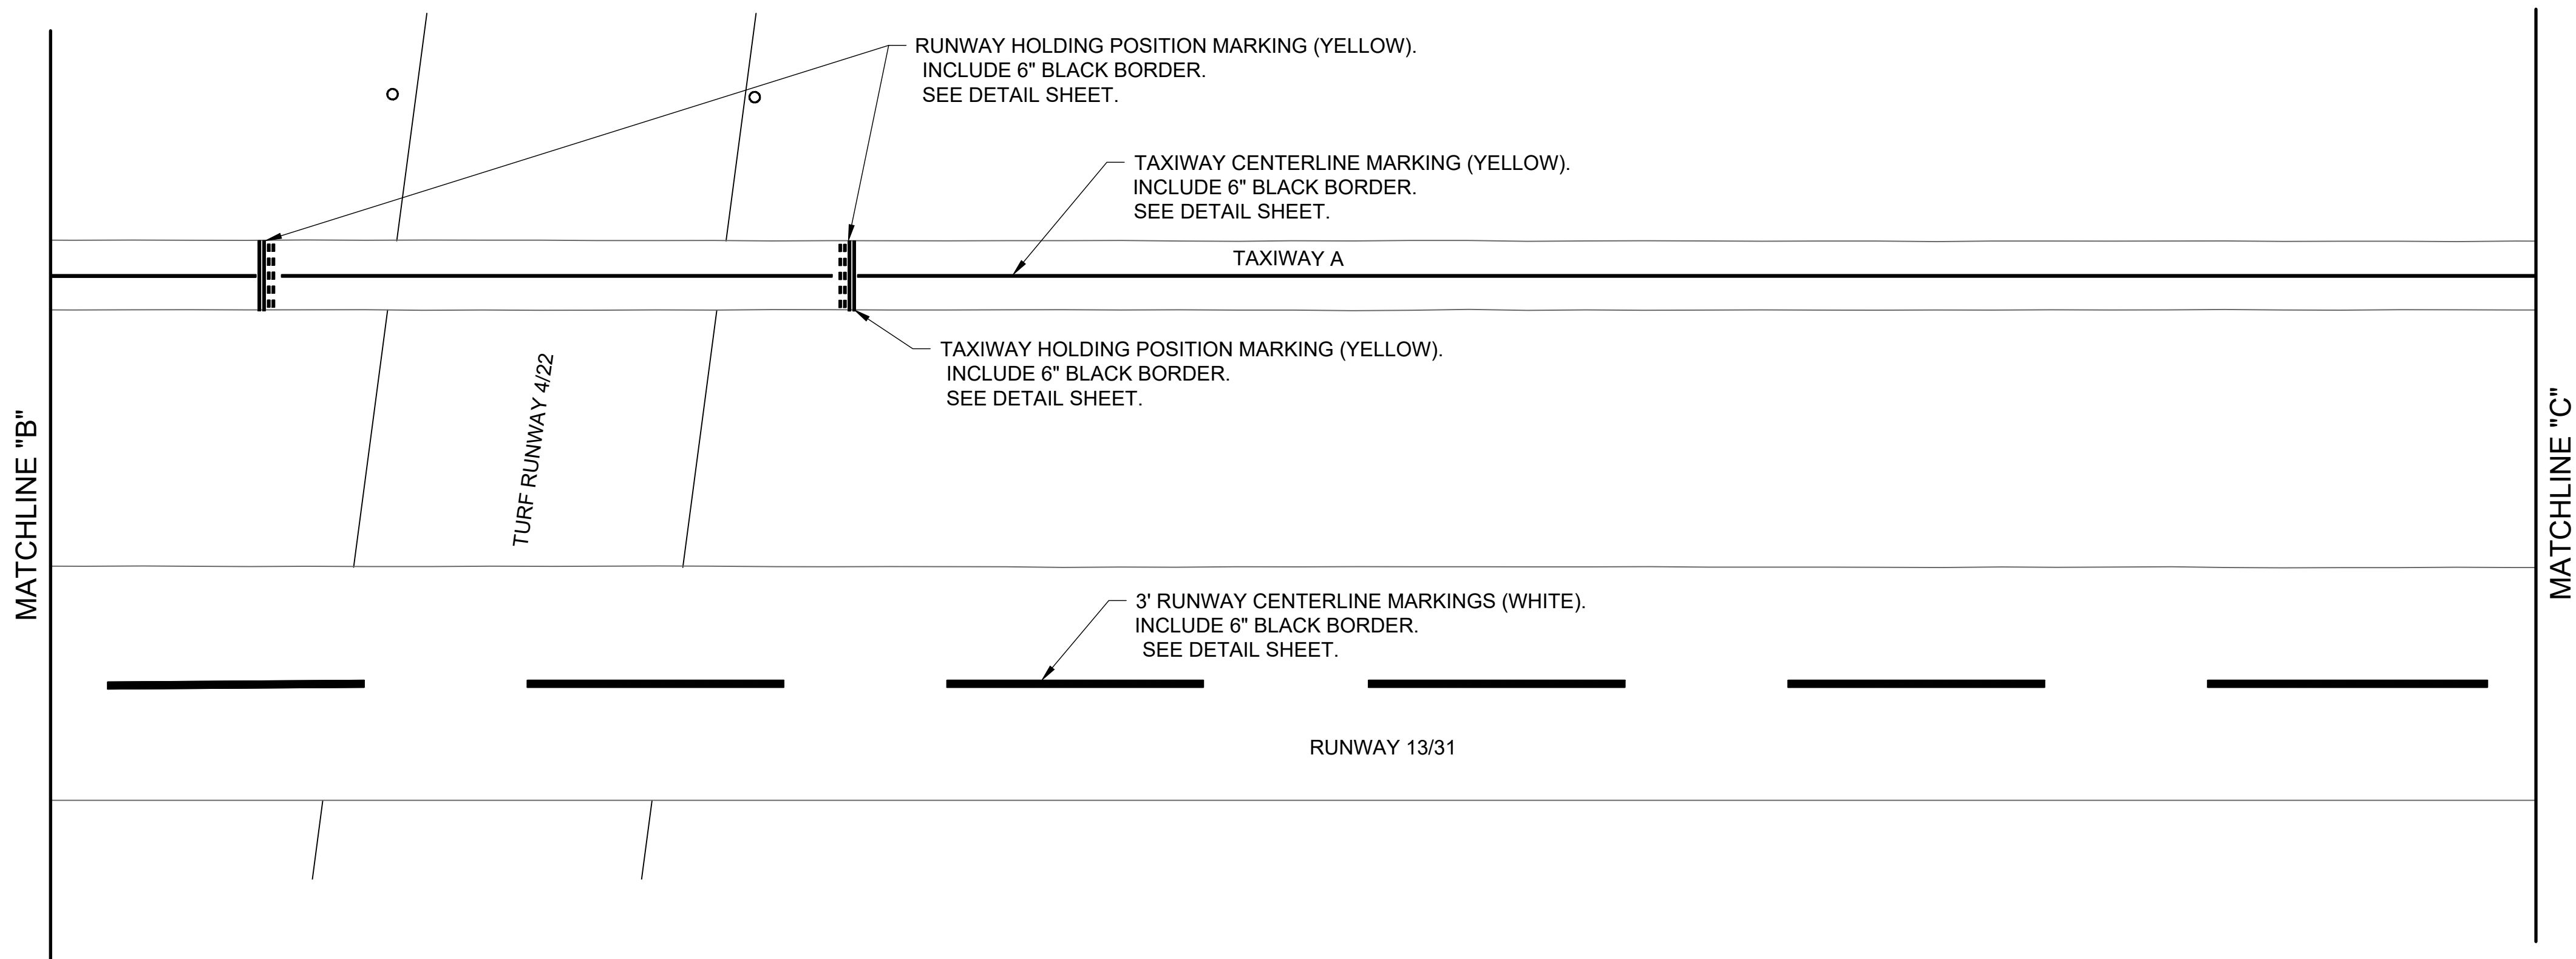 RUNWAY HOLDING POSITION MARKING (YELLOW).
INCLUDE 6" BLACK BORDER.
SEE DETAIL SHEET.
TAXIWAY CENTERLINE MARKING (YELLOW).
INCLUDE 6" BLACK BORDER.
SEE DETAIL SHEET.
TAXIWAY A
TAXIWAY HOLDING POSITION MARKING (YELLOW).
INCLUDE 6" BLACK BORDER.
SEE DETAIL SHEET.
TURF RUNWAY 4/22
MATCHLINE "B"
MATCHLINE "C"
3' RUNWAY CENTERLINE MARKINGS (WHITE).
INCLUDE 6" BLACK BORDER.
SEE DETAIL SHEET.
RUNWAY 13/31